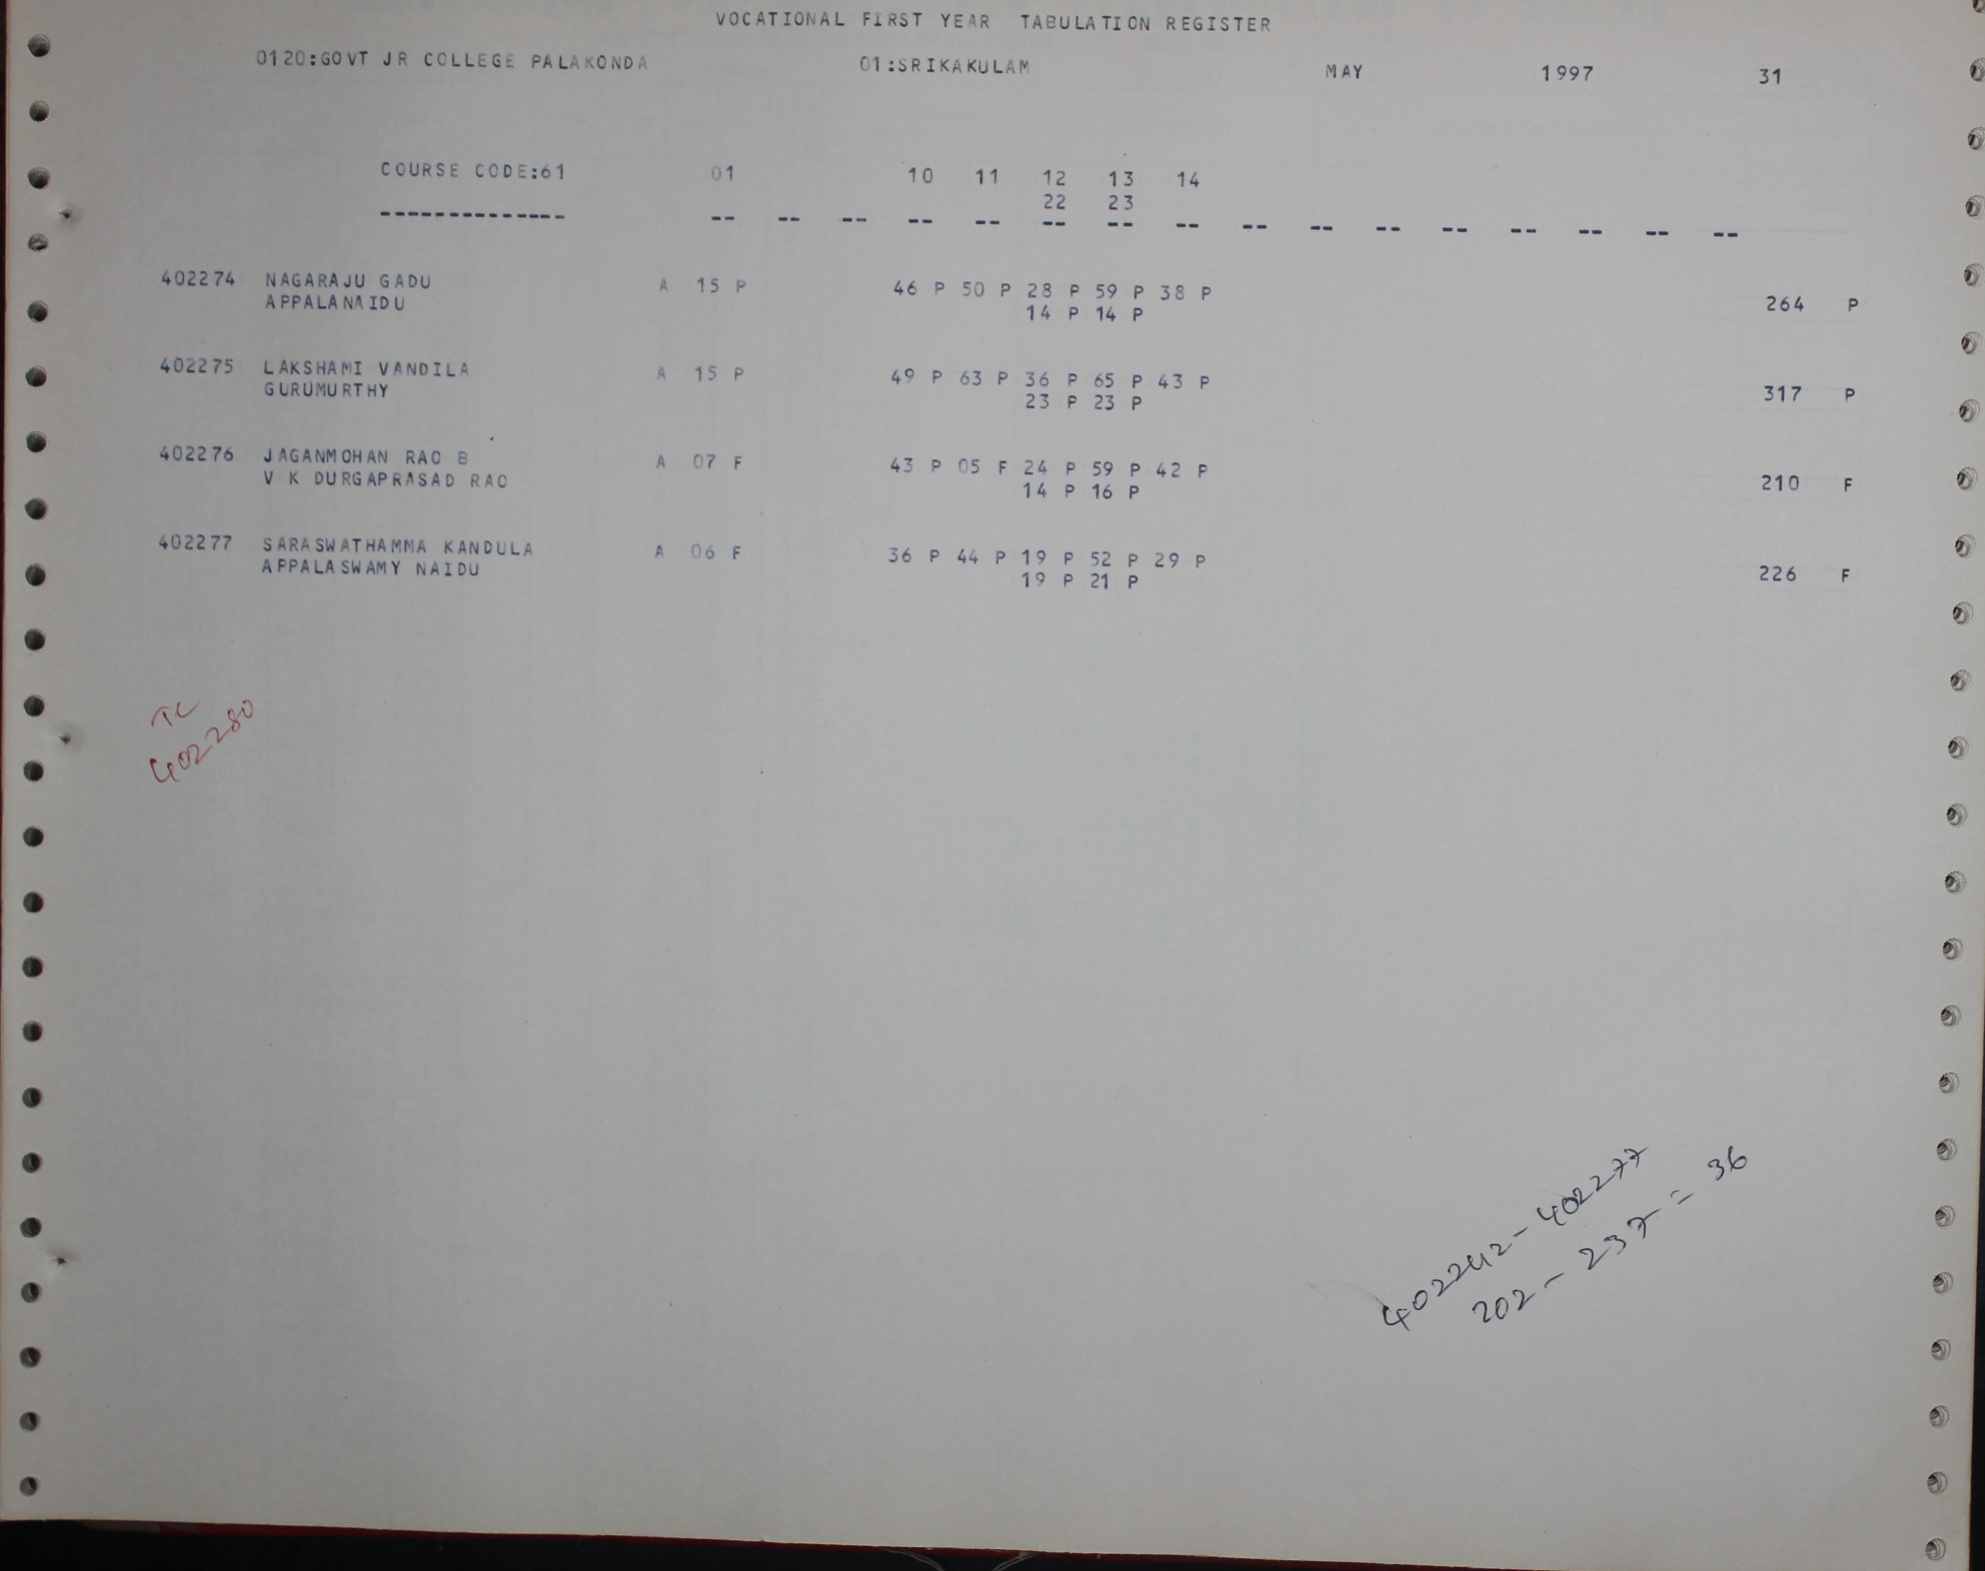 VOCATIONAL FIRST YEAR TABULATION REGISTER
0120:GOVT JR COLLEGE PALAKONDA 01:SRIKAKULAM MAY 1997 31
COURSE CODE:61 01 10 11 12 13 14
22 23
-------------- -- -- -- -- -- -- -- -- -- -- -- -- -- -- -- --
402274 NAGARAJU GADU A 15 P 46 P 50 P 28 P 59 P 38 P
APPALANAIDU 14 P 14 P 264 P
402275 LAKSHAMI VANDILA A 15 P 49 P 63 P 36 P 65 P 43 P
GURUMURTHY 23 P 23 P 317 P
402276 JAGANMOHAN RAO B A 07 F 43 P 05 F 24 P 59 P 42 P
V K DURGAPRASAD RAO 14 P 16 P 210 F
402277 SARASWATHAMMA KANDULA A 06 F 36 P 44 P 19 P 52 P 29 P
APPALASWAMY NAIDU 19 P 21 P 226 F
TC
402280
402242-402277
202-237=36